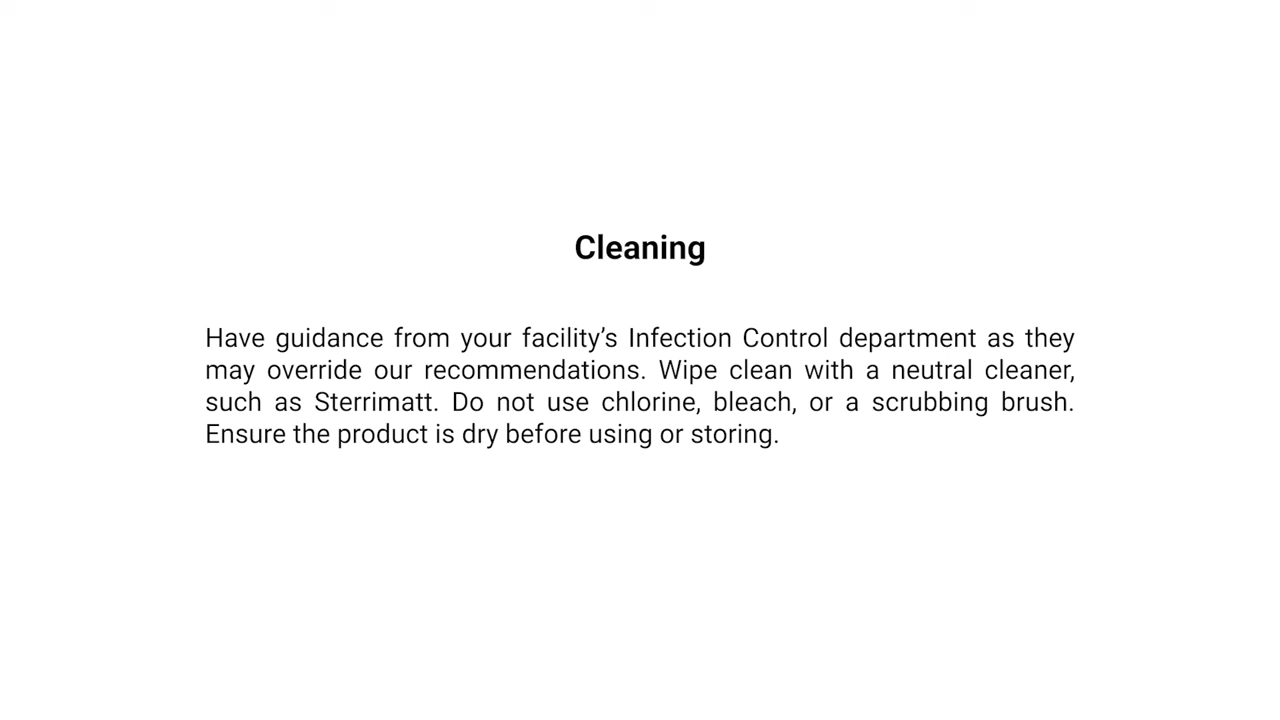 Cleaning
Have guidance from your facility’s Infection Control department as they
may override our recommendations. Wipe clean with a neutral cleaner,
such as Sterrimatt. Do not use chlorine, bleach, or a scrubbing brush.
Ensure the product is dry before using or storing.